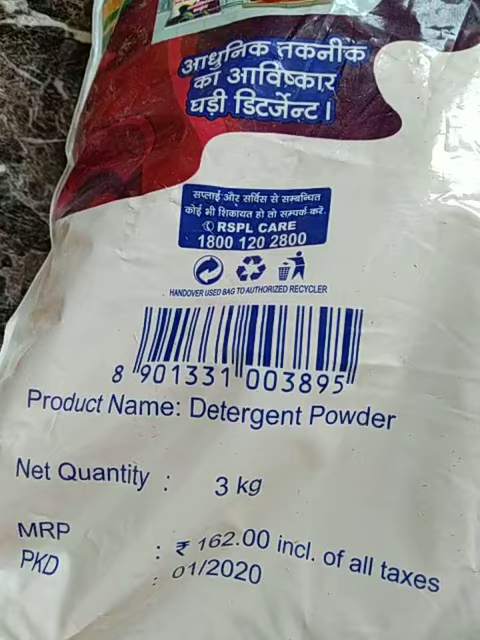 आधुनिक तकनीक
का आविष्कार
घड़ी डिटर्जेन्ट।
सप्लाई और सर्विस से सम्बन्धित
कोई भी शिकायत हो तो सम्पर्क करें.
RSPL CARE
1800 120 2800
HANDOVER USED BAG TO AUTHORIZED RECYCLER
8 901331 003895
Product Name: Detergent Powder
Net Quantity : 3 kg
MRP : ₹ 162.00 incl. of all taxes
PKD : 01/2020